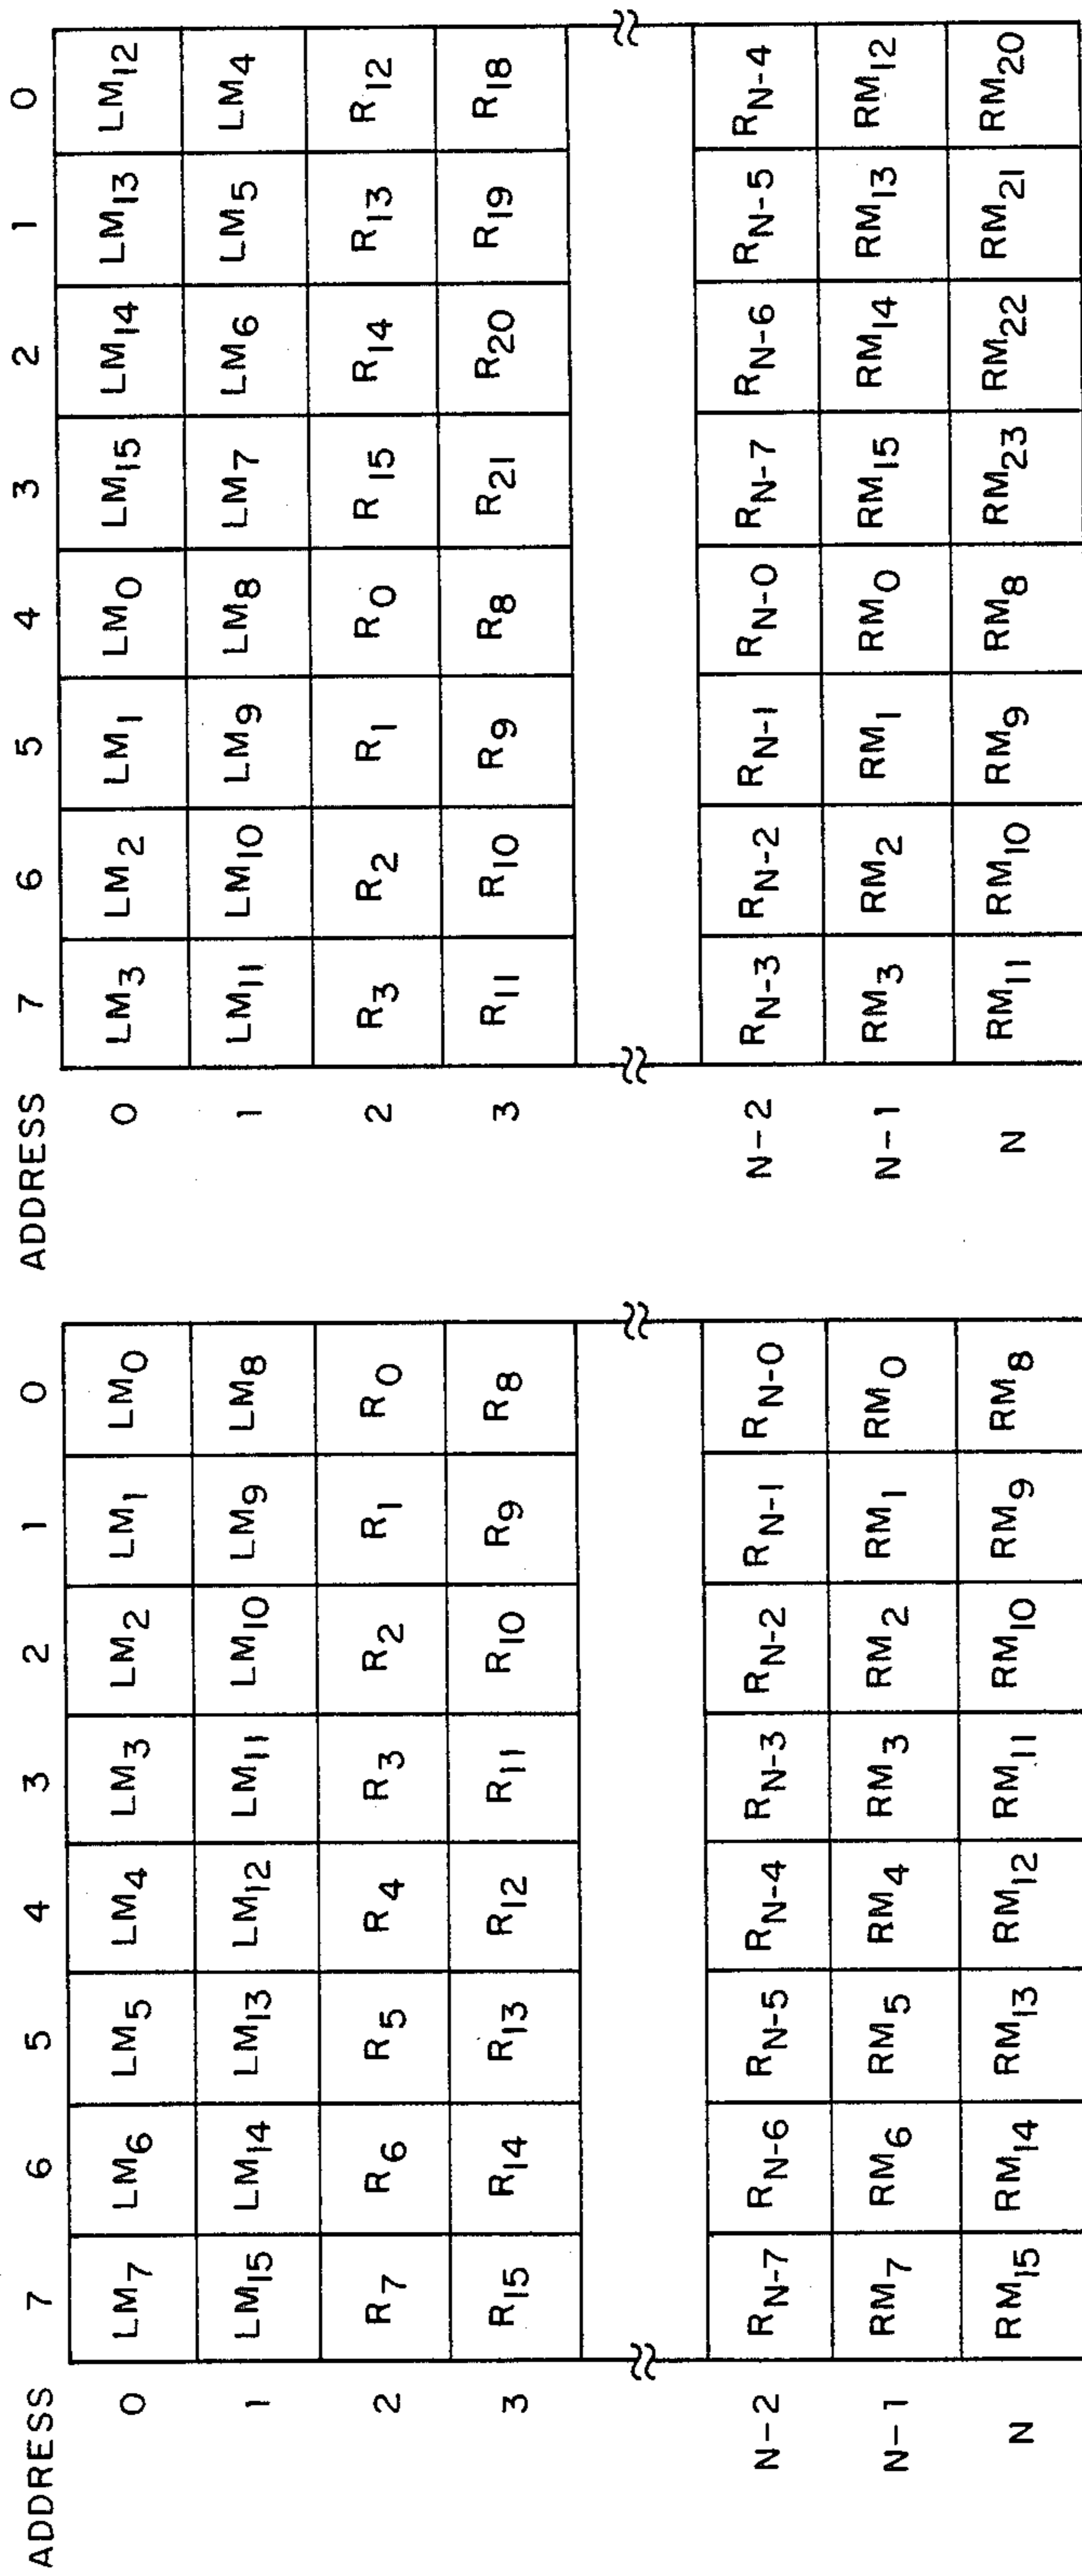 ADDRESS 7 6 5 4 3 2 1 0
0 LM7 LM6 LM5 LM4 LM3 LM2 LM1 LM0
1 LM15 LM14 LM13 LM12 LM11 LM10 LM9 LM8
2 R7 R6 R5 R4 R3 R2 R1 R0
3 R15 R14 R13 R12 R11 R10 R9 R8
N-2 RN-7 RN-6 RN-5 RN-4 RN-3 RN-2 RN-1 RN-0
N-1 RM7 RM6 RM5 RM4 RM3 RM2 RM1 RM0
N RM15 RM14 RM13 RM12 RM11 RM10 RM9 RM8
ADDRESS 7 6 5 4 3 2 1 0
0 LM3 LM2 LM1 LM0 LM15 LM14 LM13 LM12
1 LM11 LM10 LM9 LM8 LM7 LM6 LM5 LM4
2 R3 R2 R1 R0 R15 R14 R13 R12
3 R11 R10 R9 R8 R21 R20 R19 R18
N-2 RN-3 RN-2 RN-1 RN-0 RN-7 RN-6 RN-5 RN-4
N-1 RM3 RM2 RM1 RM0 RM15 RM14 RM13 RM12
N RM11 RM10 RM9 RM8 RM23 RM22 RM21 RM20